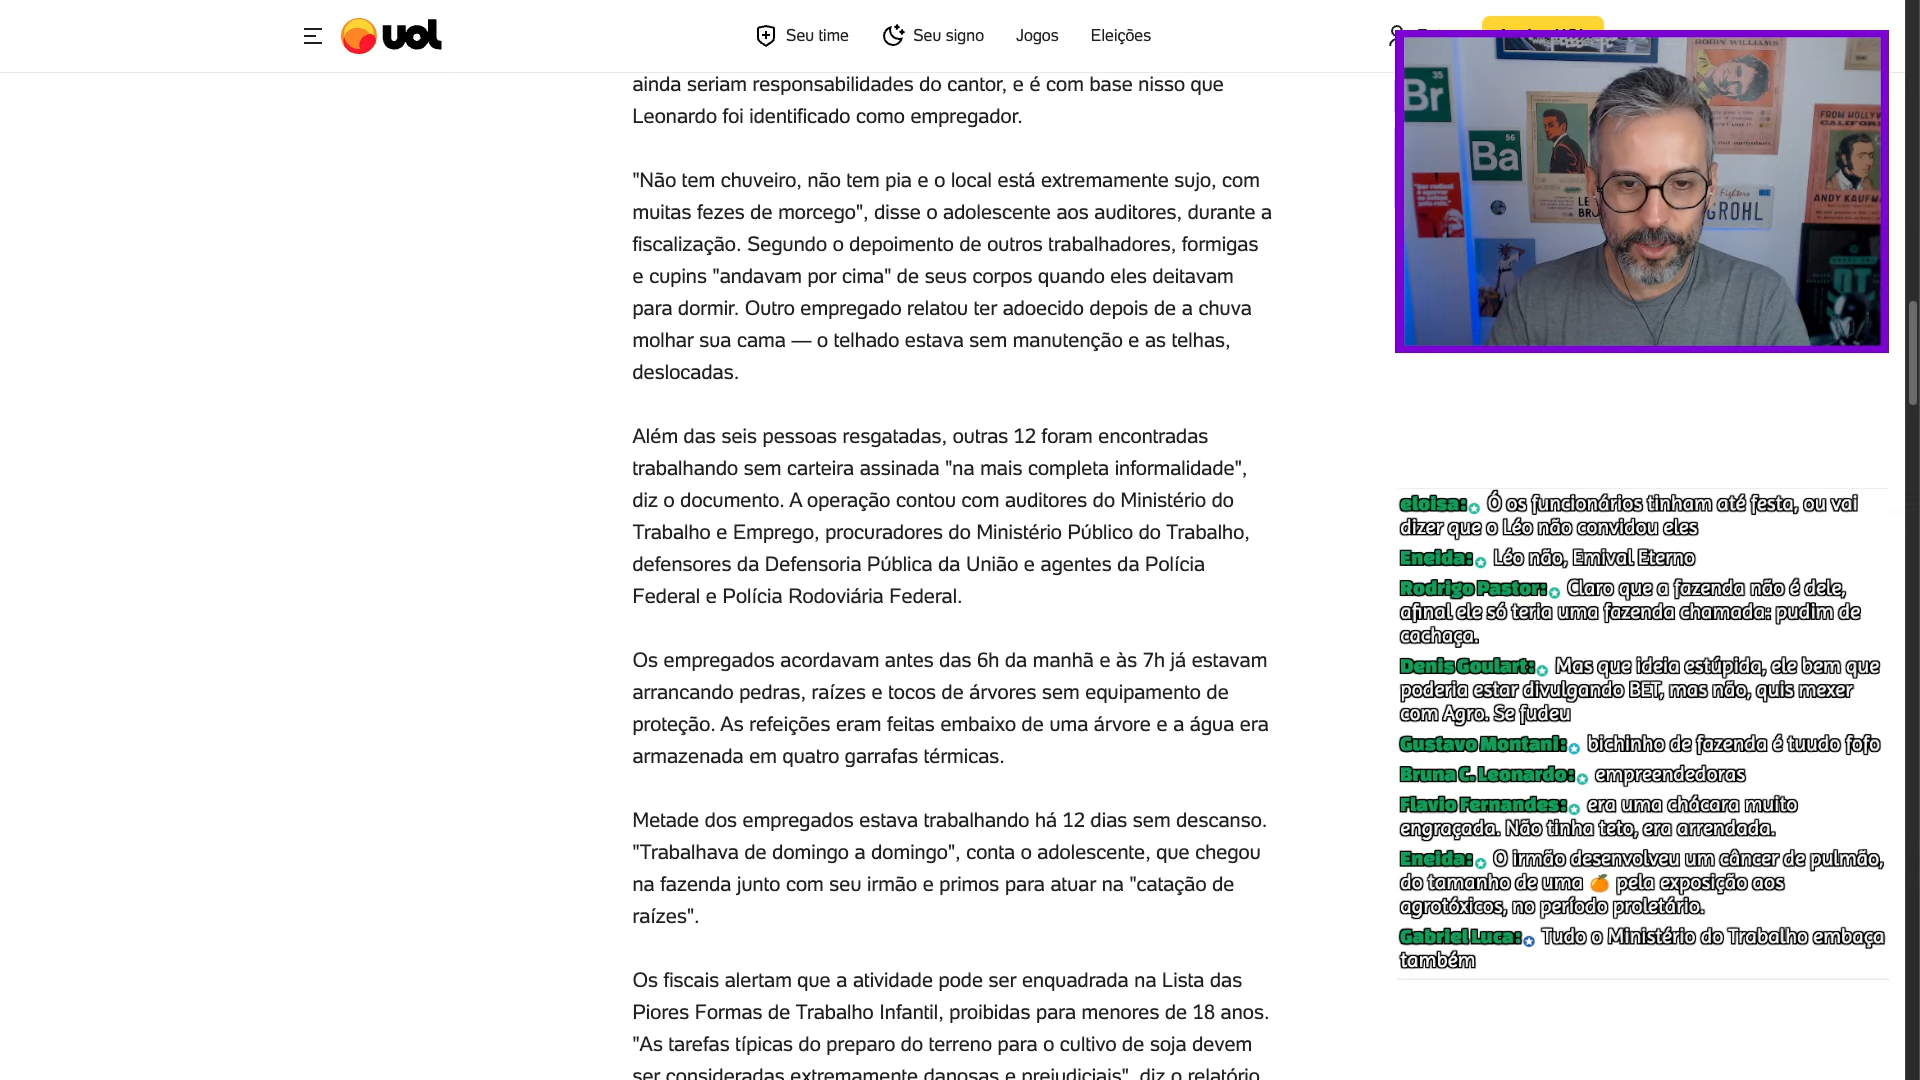 uol
Seu time
Seu signo
Jogos
Eleições
ainda seriam responsabilidades do cantor, e é com base nisso que
Leonardo foi identificado como empregador.
"Não tem chuveiro, não tem pia e o local está extremamente sujo, com
muitas fezes de morcego", disse o adolescente aos auditores, durante a
fiscalização. Segundo o depoimento de outros trabalhadores, formigas
e cupins "andavam por cima" de seus corpos quando eles deitavam
para dormir. Outro empregado relatou ter adoecido depois de a chuva
molhar sua cama — o telhado estava sem manutenção e as telhas,
deslocadas.
Além das seis pessoas resgatadas, outras 12 foram encontradas
trabalhando sem carteira assinada "na mais completa informalidade",
diz o documento. A operação contou com auditores do Ministério do
Trabalho e Emprego, procuradores do Ministério Público do Trabalho,
defensores da Defensoria Pública da União e agentes da Polícia
Federal e Polícia Rodoviária Federal.
Os empregados acordavam antes das 6h da manhã e às 7h já estavam
arrancando pedras, raízes e tocos de árvores sem equipamento de
proteção. As refeições eram feitas embaixo de uma árvore e a água era
armazenada em quatro garrafas térmicas.
Metade dos empregados estava trabalhando há 12 dias sem descanso.
"Trabalhava de domingo a domingo", conta o adolescente, que chegou
na fazenda junto com seu irmão e primos para atuar na "catação de
raízes".
Os fiscais alertam que a atividade pode ser enquadrada na Lista das
Piores Formas de Trabalho Infantil, proibidas para menores de 18 anos.
"As tarefas típicas do preparo do terreno para o cultivo de soja devem
ser consideradas extremamente danosas e prejudiciais", diz o relatório
ROBIN WILLIAMS
35
Br
56
Ba
FROM HOLLYW
CALIFOR
ANDY KAUFM
Fighters
GROHL
eloisa: Ó os funcionários tinham até festa, ou vai
dizer que o Léo não convidou eles
Eneida: Léo não, Emival Eterno
Rodrigo Pastor: Claro que a fazenda não é dele,
afinal ele só teria uma fazenda chamada: pudim de
cachaça.
Denis Goulart: Mas que ideia estúpida, ele bem que
poderia estar divulgando BET, mas não, quis mexer
com Agro. Se fudeu
Gustavo Montani: bichinho de fazenda é tuudo fofo
Bruna C. Leonardo: empreendedoras
Flavio Fernandes: era uma chácara muito
engraçada. Não tinha teto, era arrendada.
Eneida: O irmão desenvolveu um câncer de pulmão,
do tamanho de uma 🍊 pela exposição aos
agrotóxicos, no período proletário.
Gabriel Luca: Tudo o Ministério do Trabalho embaça
também